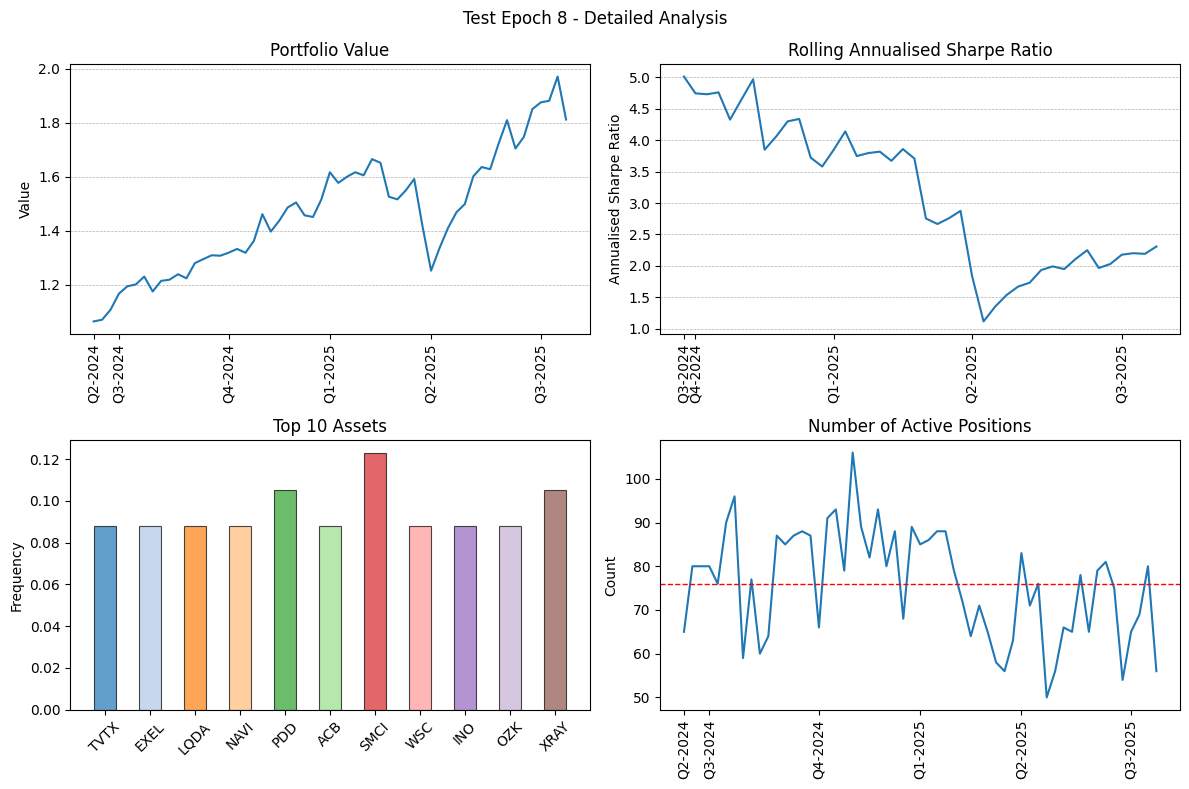 Test Epoch 8 - Detailed Analysis
Portfolio Value
Value
2.0
1.8
1.6
1.4
1.2
Q2-2024
Q3-2024
Q4-2024
Q1-2025
Q2-2025
Q3-2025
Rolling Annualised Sharpe Ratio
Annualised Sharpe Ratio
5.0
4.5
4.0
3.5
3.0
2.5
2.0
1.5
1.0
Q3-2024
Q4-2024
Q1-2025
Q2-2025
Q3-2025
Top 10 Assets
Frequency
0.12
0.10
0.08
0.06
0.04
0.02
0.00
TVTX
EXEL
LQDA
NAVI
PDD
ACB
SMCI
WSC
INO
OZK
XRAY
Number of Active Positions
Count
100
90
80
70
60
50
Q2-2024
Q3-2024
Q4-2024
Q1-2025
Q2-2025
Q3-2025